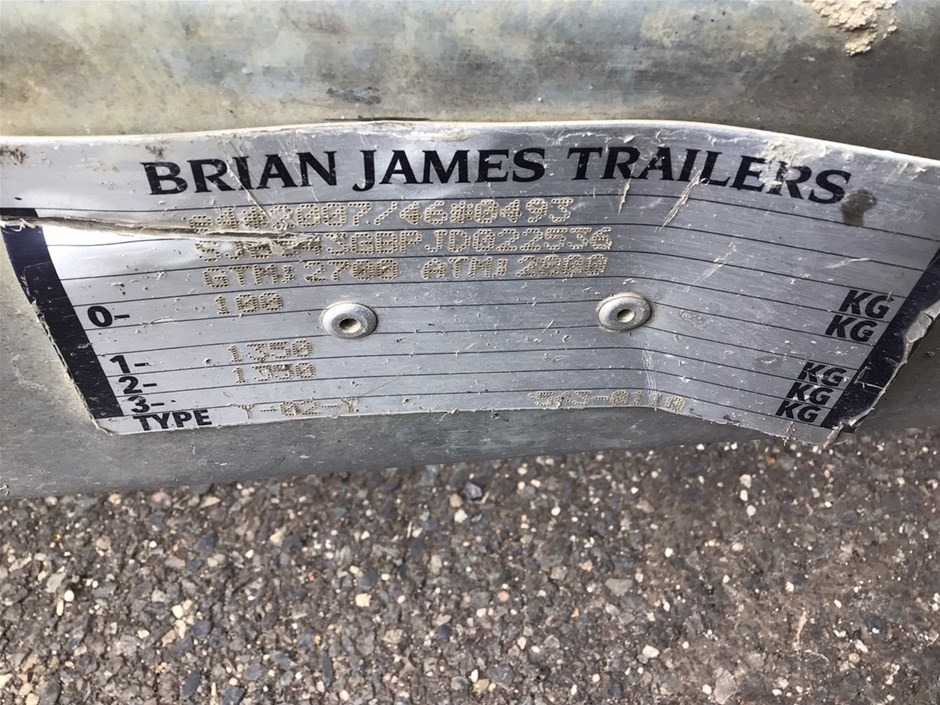 BRIAN JAMES TRAILERS
e4*2007/46*0493
GTM:2700 ATM:2800
0- 100 KG
KG
1- 1350 KG
2- 1350 KG
3- KG
TYPE T-02-I